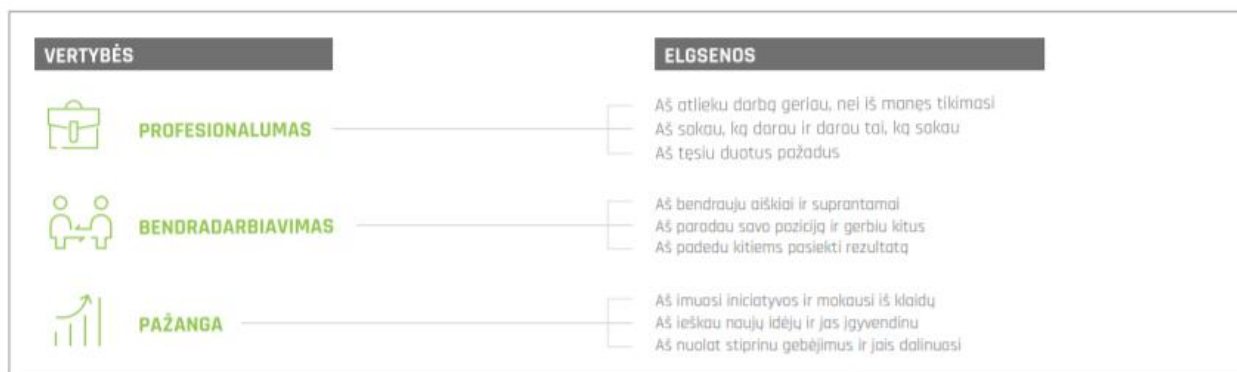 VERTYBĖS
ELGSENOS
PROFESIONALUMAS
Aš atlieku darbą geriau, nei iš manęs tikimasi
Aš sakau, ką darau ir darau tai, ką sakau
Aš tęsiu duotus pažadus
BENDRADARBIAVIMAS
Aš bendrauju aiškiai ir suprantamai
Aš parodau savo poziciją ir gerbiu kitus
Aš padedu kitiems pasiekti rezultatą
PAŽANGA
Aš imuosi iniciatyvos ir mokausi iš klaidų
Aš ieškau naujų idėjų ir jas įgyvendinu
Aš nuolat stiprinu gebėjimus ir jais dalinuosi